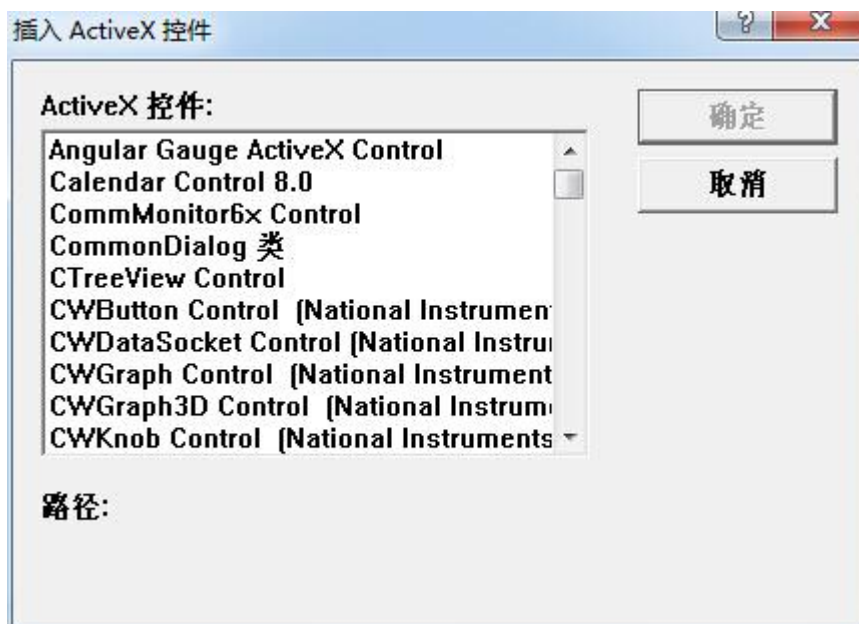 插入 ActiveX 控件
ActiveX 控件:
确定
Angular Gauge ActiveX Control
Calendar Control 8.0
取消
CommMonitor6x Control
CommonDialog 类
CTreeView Control
CWButton Control (National Instrumen
CWDataSocket Control (National Instru
CWGraph Control (National Instrument
CWGraph3D Control (National Instrum
CWKnob Control (National Instruments
路径: